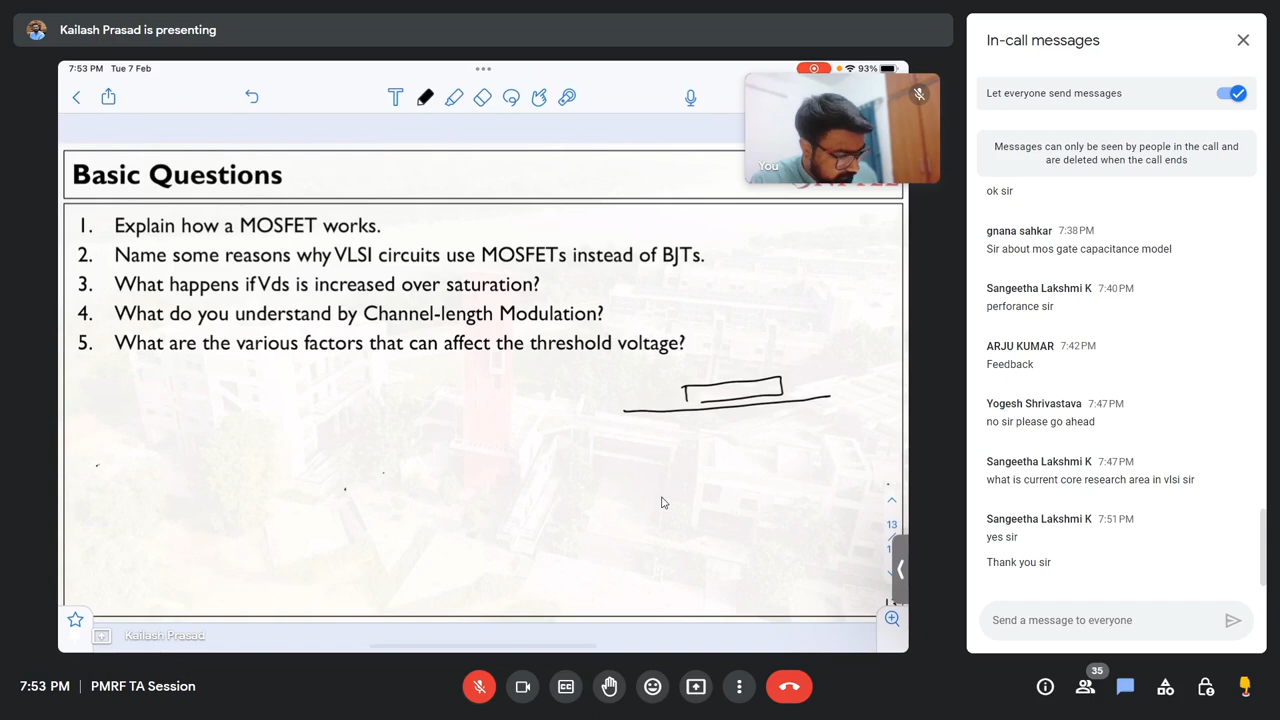 Kailash Prasad is presenting
7:53 PM Tue 7 Feb
93%
You
Basic Questions
1. Explain how a MOSFET works.
2. Name some reasons why VLSI circuits use MOSFETs instead of BJTs.
3. What happens if Vds is increased over saturation?
4. What do you understand by Channel-length Modulation?
5. What are the various factors that can affect the threshold voltage?
13
Kailash Prasad
In-call messages
Let everyone send messages
Messages can only be seen by people in the call and
are deleted when the call ends
ok sir
gnana sahkar 7:38 PM
Sir about mos gate capacitance model
Sangeetha Lakshmi K 7:40 PM
perforance sir
ARJU KUMAR 7:42 PM
Feedback
Yogesh Shrivastava 7:47 PM
no sir please go ahead
Sangeetha Lakshmi K 7:47 PM
what is current core research area in vlsi sir
Sangeetha Lakshmi K 7:51 PM
yes sir
Thank you sir
Send a message to everyone
7:53 PM PMRF TA Session
35